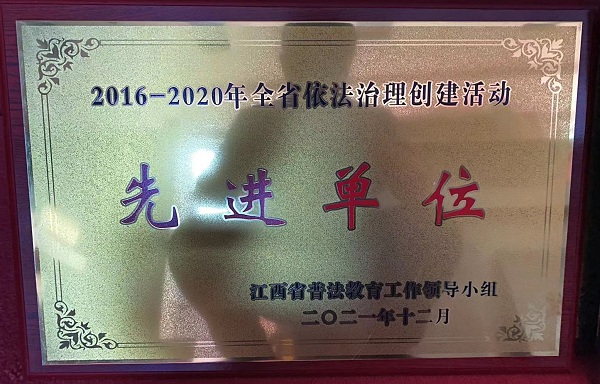 2016-2020年全省依法治理创建活动
先进单位
江西省普法教育工作领导小组
二〇二一年十二月